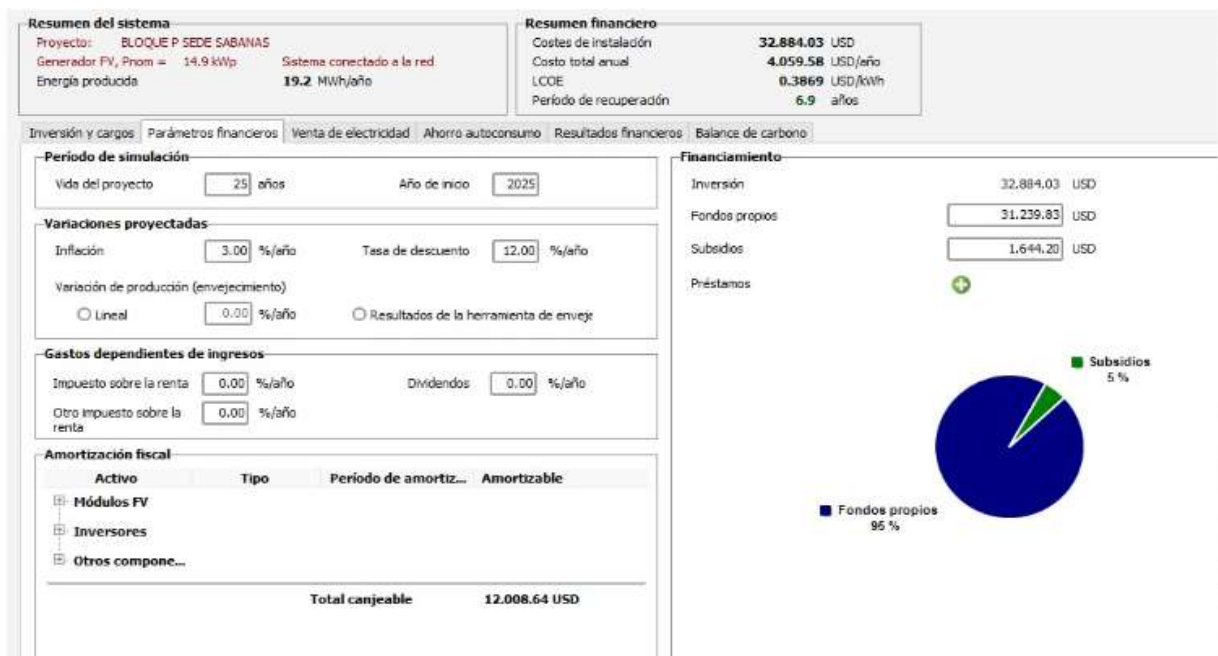 Resumen del sistema
Proyecto: BLOQUE P SEDE SABANAS
Generador FV, Pnom = 14.9 kWp Sistema conectado a la red
Energía producida 19.2 MWh/año
Resumen financiero
Costes de instalación 32.884.03 USD
Costo total anual 4.059.58 USD/año
LCOE 0.3869 USD/kWh
Período de recuperación 6.9 años
Inversión y cargos Parámetros financieros Venta de electricidad Ahorro autoconsumo Resultados financieros Balance de carbono
Período de simulación
Vida del proyecto 25 años Año de inicio 2025
Variaciones proyectadas
Inflación 3.00 %/año Tasa de descuento 12.00 %/año
Variación de producción (envejecimiento)
Lineal 0.00 %/año Resultados de la herramienta de enveje
Gastos dependientes de ingresos
Impuesto sobre la renta 0.00 %/año Dividendos 0.00 %/año
Otro impuesto sobre la
renta 0.00 %/año
Amortización fiscal
Activo Tipo Período de amortiz... Amortizable
Módulos FV
Inversores
Otros compone...
Total canjeable 12.008.64 USD
Financiamiento
Inversión 32.884.03 USD
Fondos propios 31.239.83 USD
Subsidios 1.644.20 USD
Préstamos
Subsidios
5 %
Fondos propios
95 %